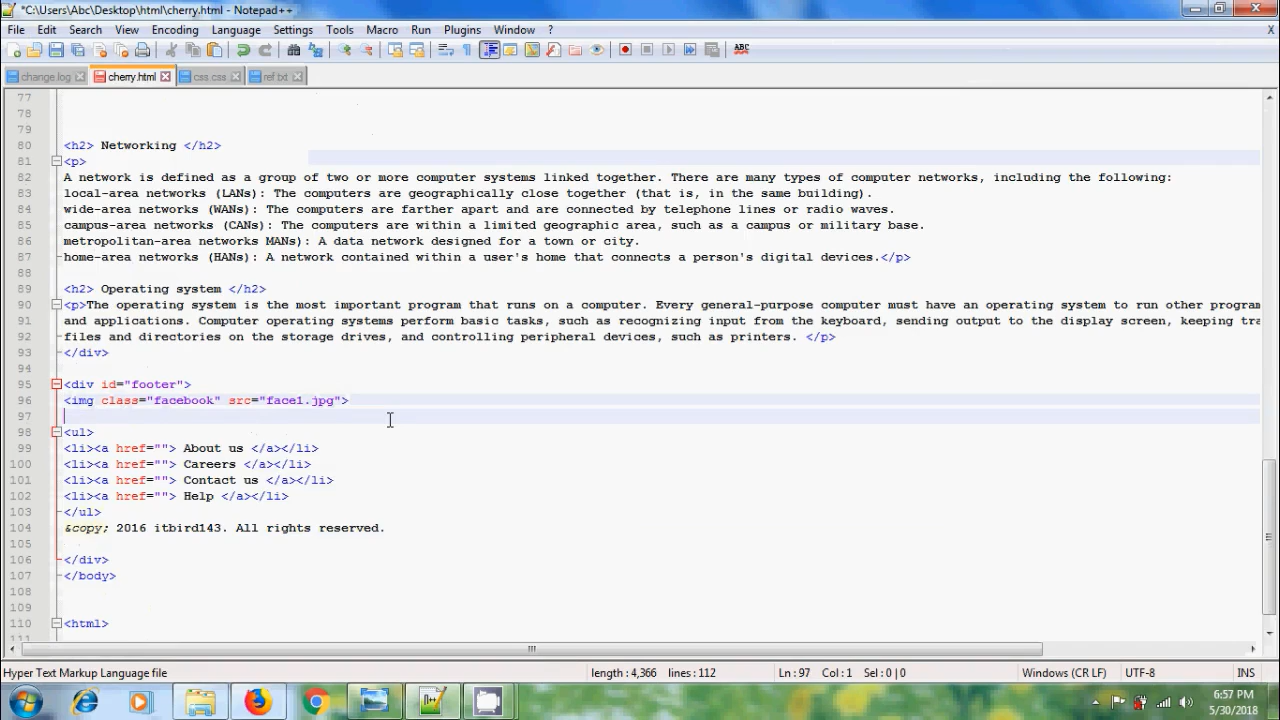 *C:\Users\Abc\Desktop\html\cherry.html - Notepad++
File Edit Search View Encoding Language Settings Tools Macro Run Plugins Window ? X
ABC
change.log cherry.html css.css ref.txt
77
78
79
80 <h2> Networking </h2>
81 <p>
82 A network is defined as a group of two or more computer systems linked together. There are many types of computer networks, including the following:
83 local-area networks (LANs): The computers are geographically close together (that is, in the same building).
84 wide-area networks (WANs): The computers are farther apart and are connected by telephone lines or radio waves.
85 campus-area networks (CANs): The computers are within a limited geographic area, such as a campus or military base.
86 metropolitan-area networks MANs): A data network designed for a town or city.
87 home-area networks (HANs): A network contained within a user's home that connects a person's digital devices.</p>
88
89 <h2> Operating system </h2>
90 <p>The operating system is the most important program that runs on a computer. Every general-purpose computer must have an operating system to run other program
91 and applications. Computer operating systems perform basic tasks, such as recognizing input from the keyboard, sending output to the display screen, keeping tra
92 files and directories on the storage drives, and controlling peripheral devices, such as printers. </p>
93 </div>
94
95 <div id="footer">
96 <img class="facebook" src="face1.jpg">
97
98 <ul>
99 <li><a href=""> About us </a></li>
100 <li><a href=""> Careers </a></li>
101 <li><a href=""> Contact us </a></li>
102 <li><a href=""> Help </a></li>
103 </ul>
104 &copy; 2016 itbird143. All rights reserved.
105
106 </div>
107 </body>
108
109
110 <html>
111
Hyper Text Markup Language file length : 4,366 lines : 112 Ln : 97 Col : 1 Sel : 0 | 0 Windows (CR LF) UTF-8 INS
6:57 PM
5/30/2018